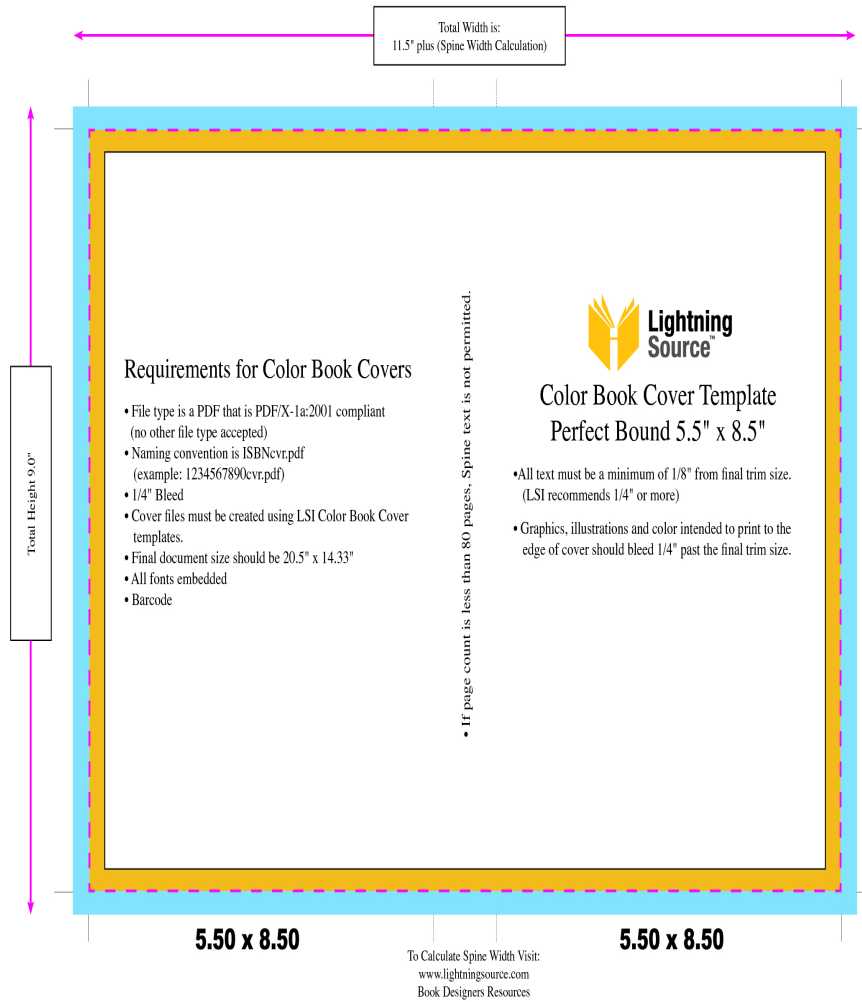 Total Width is:
11.5" plus (Spine Width Calculation)
Total Height 9.0"
Requirements for Color Book Covers
• File type is a PDF that is PDF/X-1a:2001 compliant
(no other file type accepted)
• Naming convention is ISBNcvr.pdf
(example: 1234567890cvr.pdf)
• 1/4" Bleed
• Cover files must be created using LSI Color Book Cover
templates.
• Final document size should be 20.5" x 14.33"
• All fonts embedded
• Barcode
• If page count is less than 80 pages, Spine text is not permitted.
Lightning
Source™
Color Book Cover Template
Perfect Bound 5.5" x 8.5"
•All text must be a minimum of 1/8" from final trim size.
(LSI recommends 1/4" or more)
• Graphics, illustrations and color intended to print to the
edge of cover should bleed 1/4" past the final trim size.
5.50 x 8.50
5.50 x 8.50
To Calculate Spine Width Visit:
www.lightningsource.com
Book Designers Resources